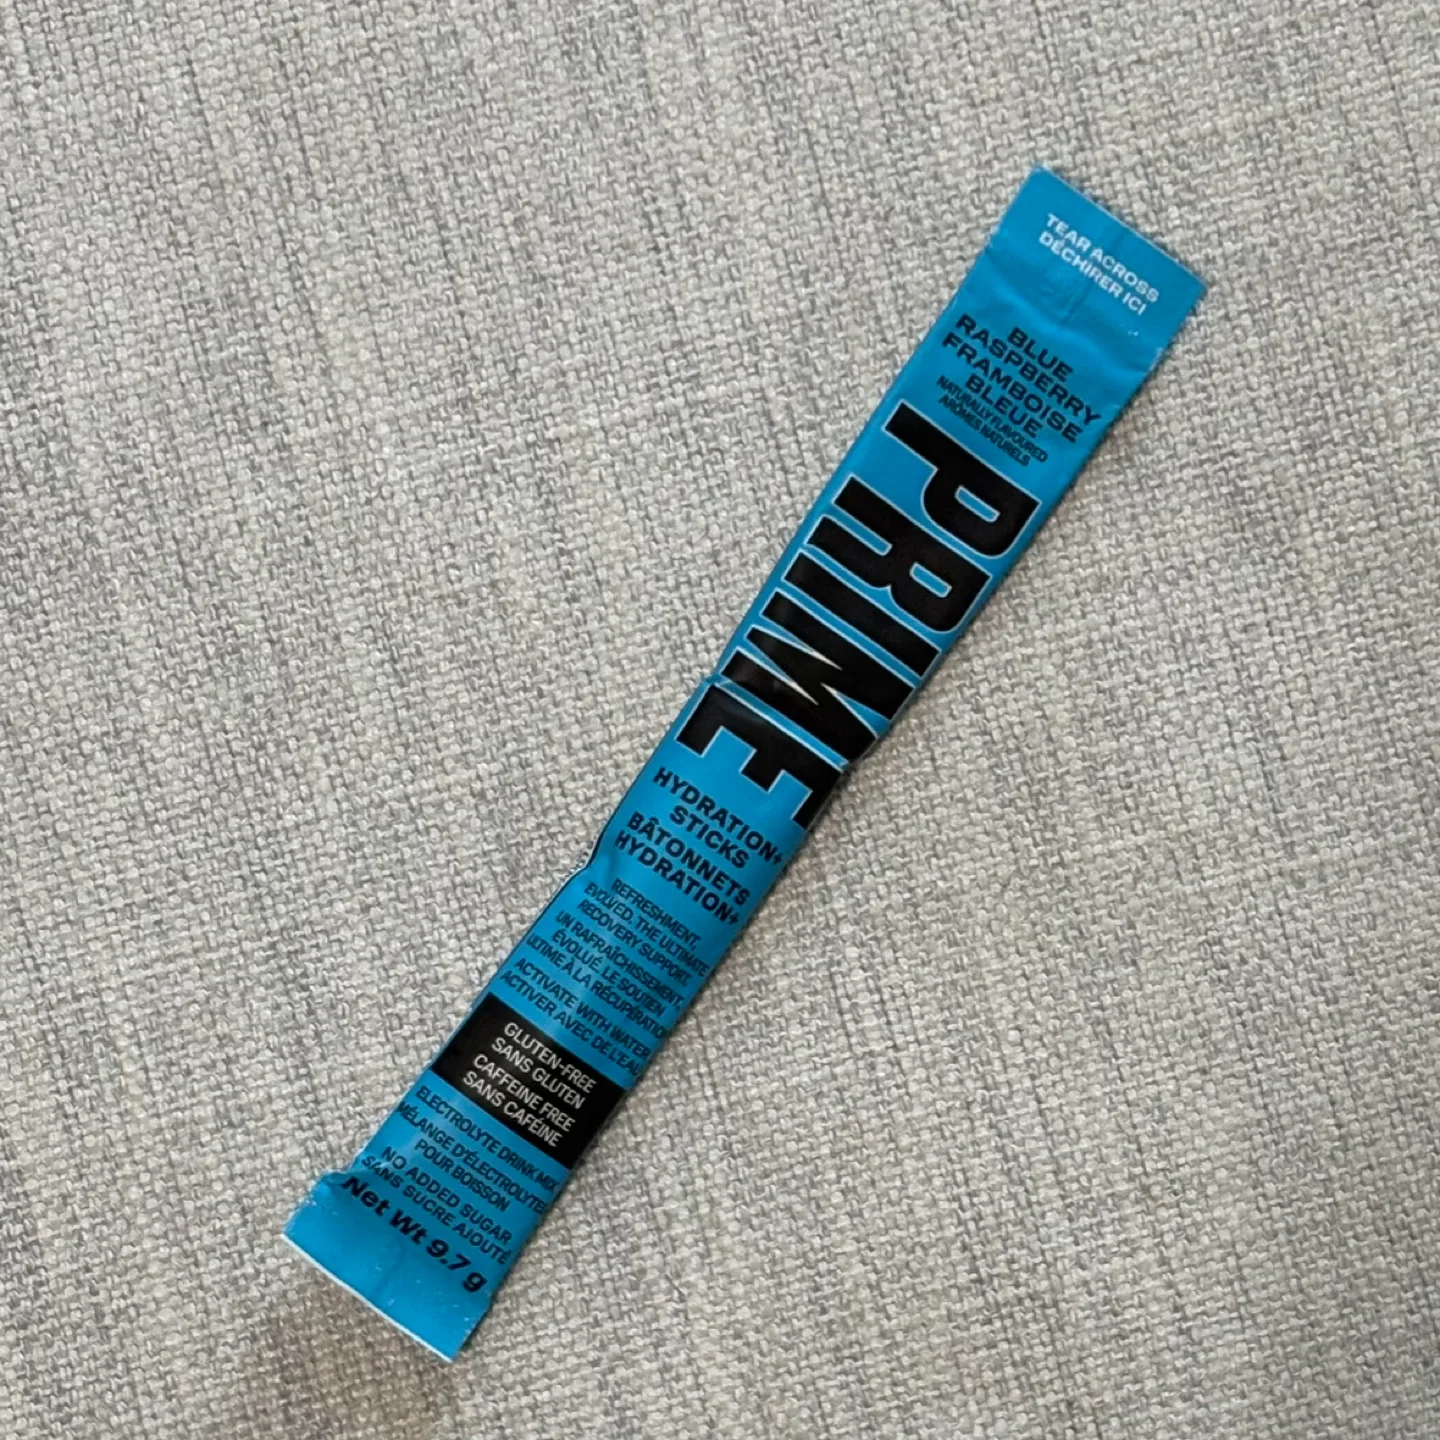 TEAR ACROSS
DÉCHIRER ICI
BLUE
RASPBERRY
FRAMBOISE
BLEUE
NATURALLY FLAVOURED
ARÔMES NATURELS
PRIME
HYDRATION+
STICKS
BÂTONNETS
HYDRATION+
REFRESHMENT,
EVOLVED. THE ULTIMATE
RECOVERY SUPPORT.
UN RAFRAÎCHISSEMENT,
ÉVOLUÉ. LE SOUTIEN
ULTIME À LA RÉCUPÉRATION
ACTIVATE WITH WATER
ACTIVER AVEC DE L'EAU
GLUTEN-FREE
SANS GLUTEN
CAFFEINE FREE
SANS CAFÉINE
ELECTROLYTE DRINK MIX
MÉLANGE D'ÉLECTROLYTES
POUR BOISSON
NO ADDED SUGAR
SANS SUCRE AJOUTÉ
Net Wt 9.7 g